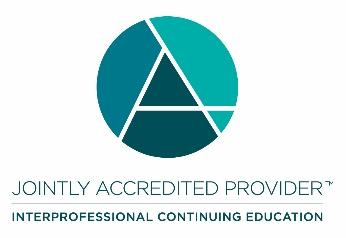 JOINTLY ACCREDITED PROVIDER™
INTERPROFESSIONAL CONTINUING EDUCATION